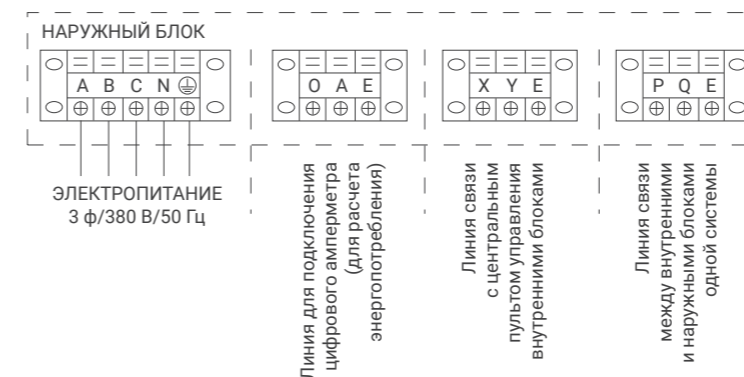 НАРУЖНЫЙ БЛОК
A B C N
O A E
X Y E
P Q E
ЭЛЕКТРОПИТАНИЕ
3 ф/380 В/50 Гц
Линия для подключения
цифрового амперметра
(для расчета
энергопотребления)
Линия связи
с центральным
пультом управления
внутренними блоками
Линия связи
между внутренними
и наружными блоками
одной системы